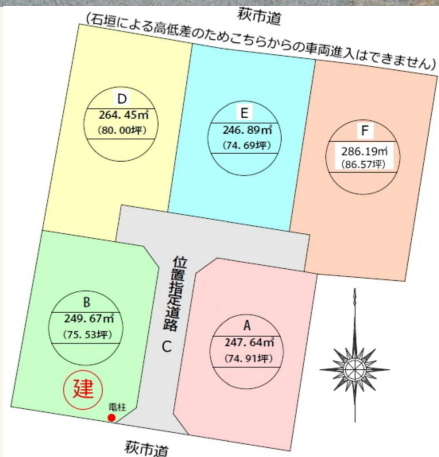 萩市道
(石垣による高低差のためこちらからの車両進入はできません)
D
264.45㎡
(80.00坪)
E
246.89㎡
(74.69坪)
F
286.19㎡
(86.57坪)
位置指定道路 C
B
249.67㎡
(75.53坪)
建
電柱
A
247.64㎡
(74.91坪)
萩市道